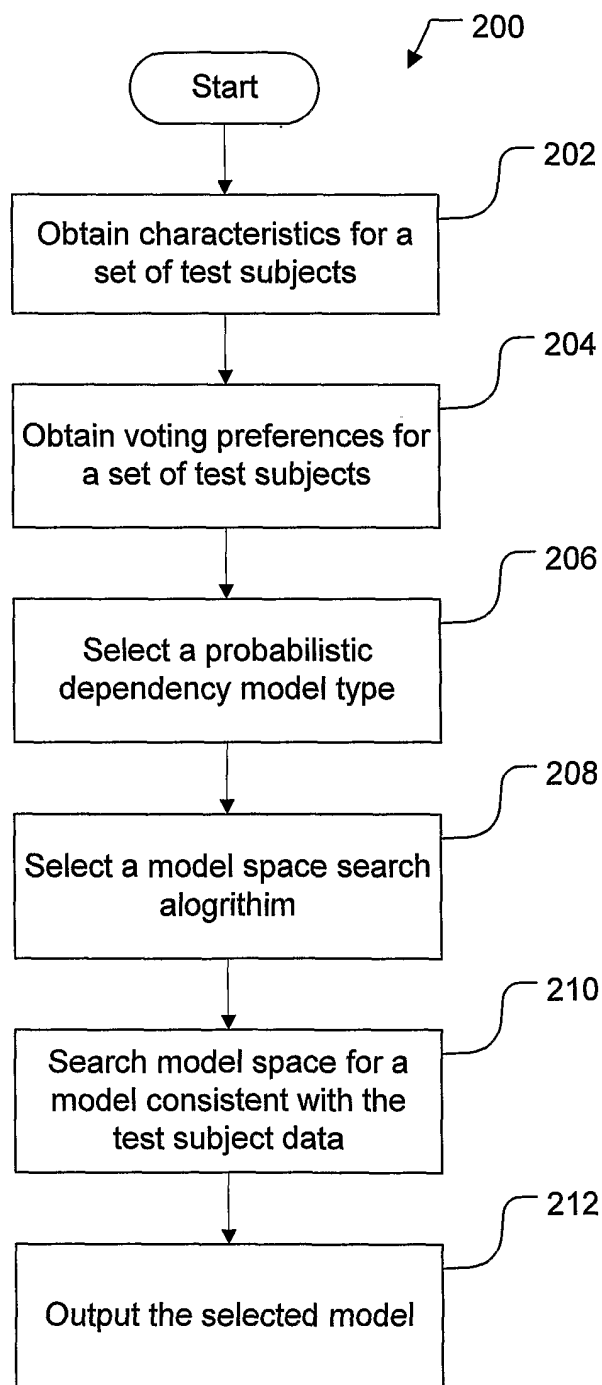 200
Start
202
Obtain characteristics for a
set of test subjects
204
Obtain voting preferences for
a set of test subjects
206
Select a probabilistic
dependency model type
208
Select a model space search
alogrithim
210
Search model space for a
model consistent with the
test subject data
212
Output the selected model